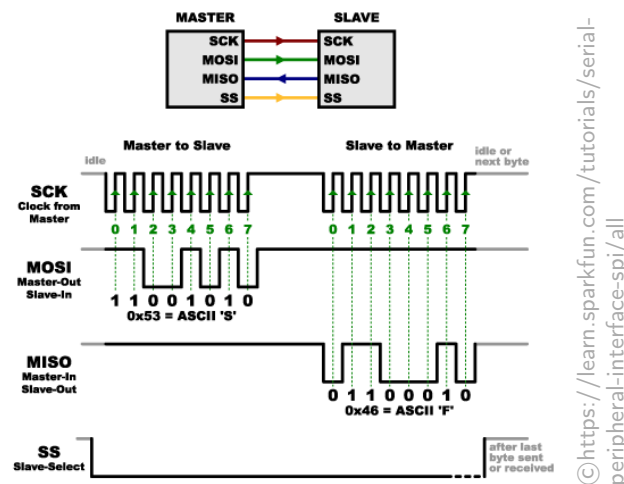 MASTER SLAVE
SCK SCK
MOSI MOSI
MISO MISO
SS SS
Master to Slave Slave to Master
idle
idle or
next byte
SCK
Clock from
Master
0 1 2 3 4 5 6 7 0 1 2 3 4 5 6 7
MOSI
Master-Out
Slave-In
1 1 0 0 1 0 1 0
0x53 = ASCII 'S'
MISO
Master-In
Slave-Out
0 1 1 0 0 0 1 0
0x46 = ASCII 'F'
SS
Slave-Select
after last
byte sent
or received
©https://learn.sparkfun.com/tutorials/serial-
peripheral-interface-spi/all